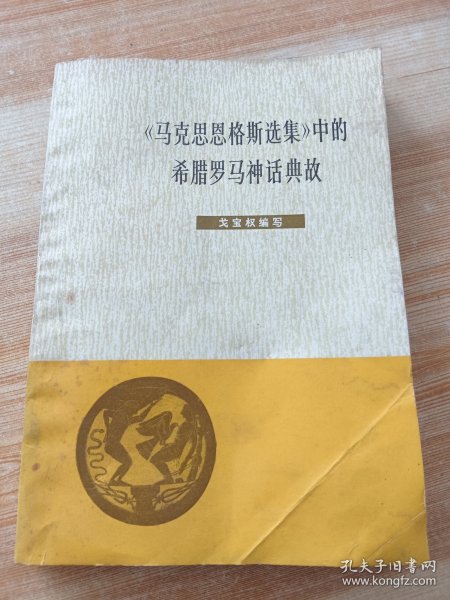 《马克思恩格斯选集》中的
希腊罗马神话典故
戈宝权编写
孔夫子旧书网
www.kongfz.com